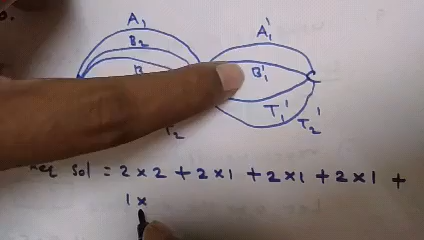 A₁ A₁'
B₂
B B₁'
T₁' T₂'
T₂
sol = 2 x 2 + 2 x 1 + 2 x 1 + 2 x 1 +
1 x